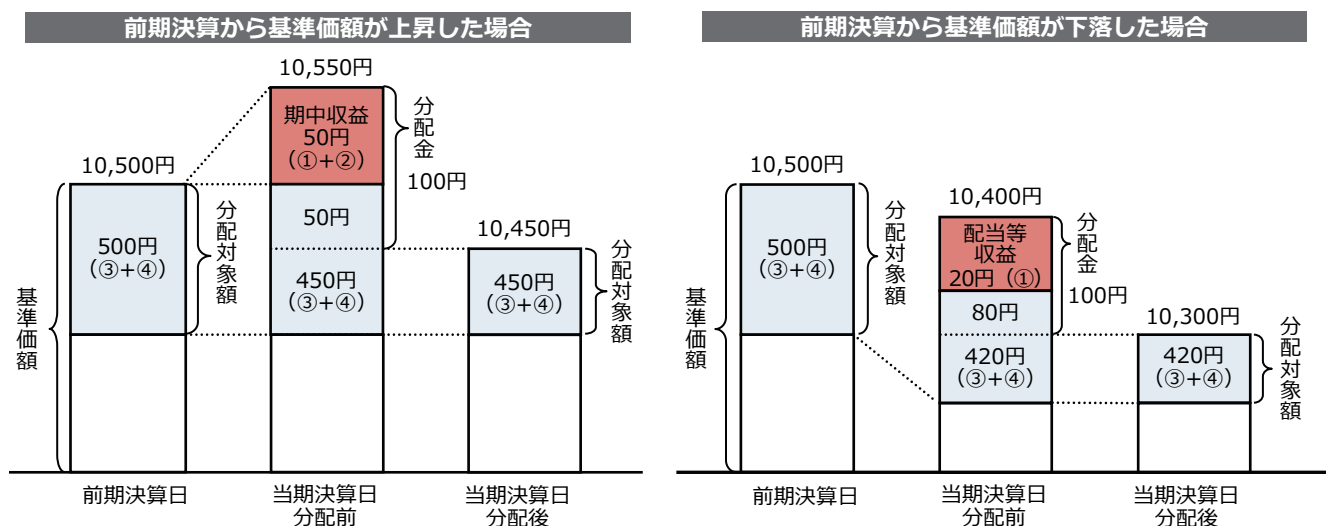 前期決算から基準価額が上昇した場合
10,550円
期中収益
50円
(①+②)
分配金
100円
10,500円
50円
500円
(③+④)
分配対象額
10,450円
450円
(③+④)
450円
(③+④)
分配対象額
基準価額
前期決算日
当期決算日
分配前
当期決算日
分配後
前期決算から基準価額が下落した場合
10,500円
500円
(③+④)
分配対象額
10,400円
配当等
収益
20円(①)
分配金
100円
80円
420円
(③+④)
10,300円
420円
(③+④)
分配対象額
基準価額
前期決算日
当期決算日
分配前
当期決算日
分配後